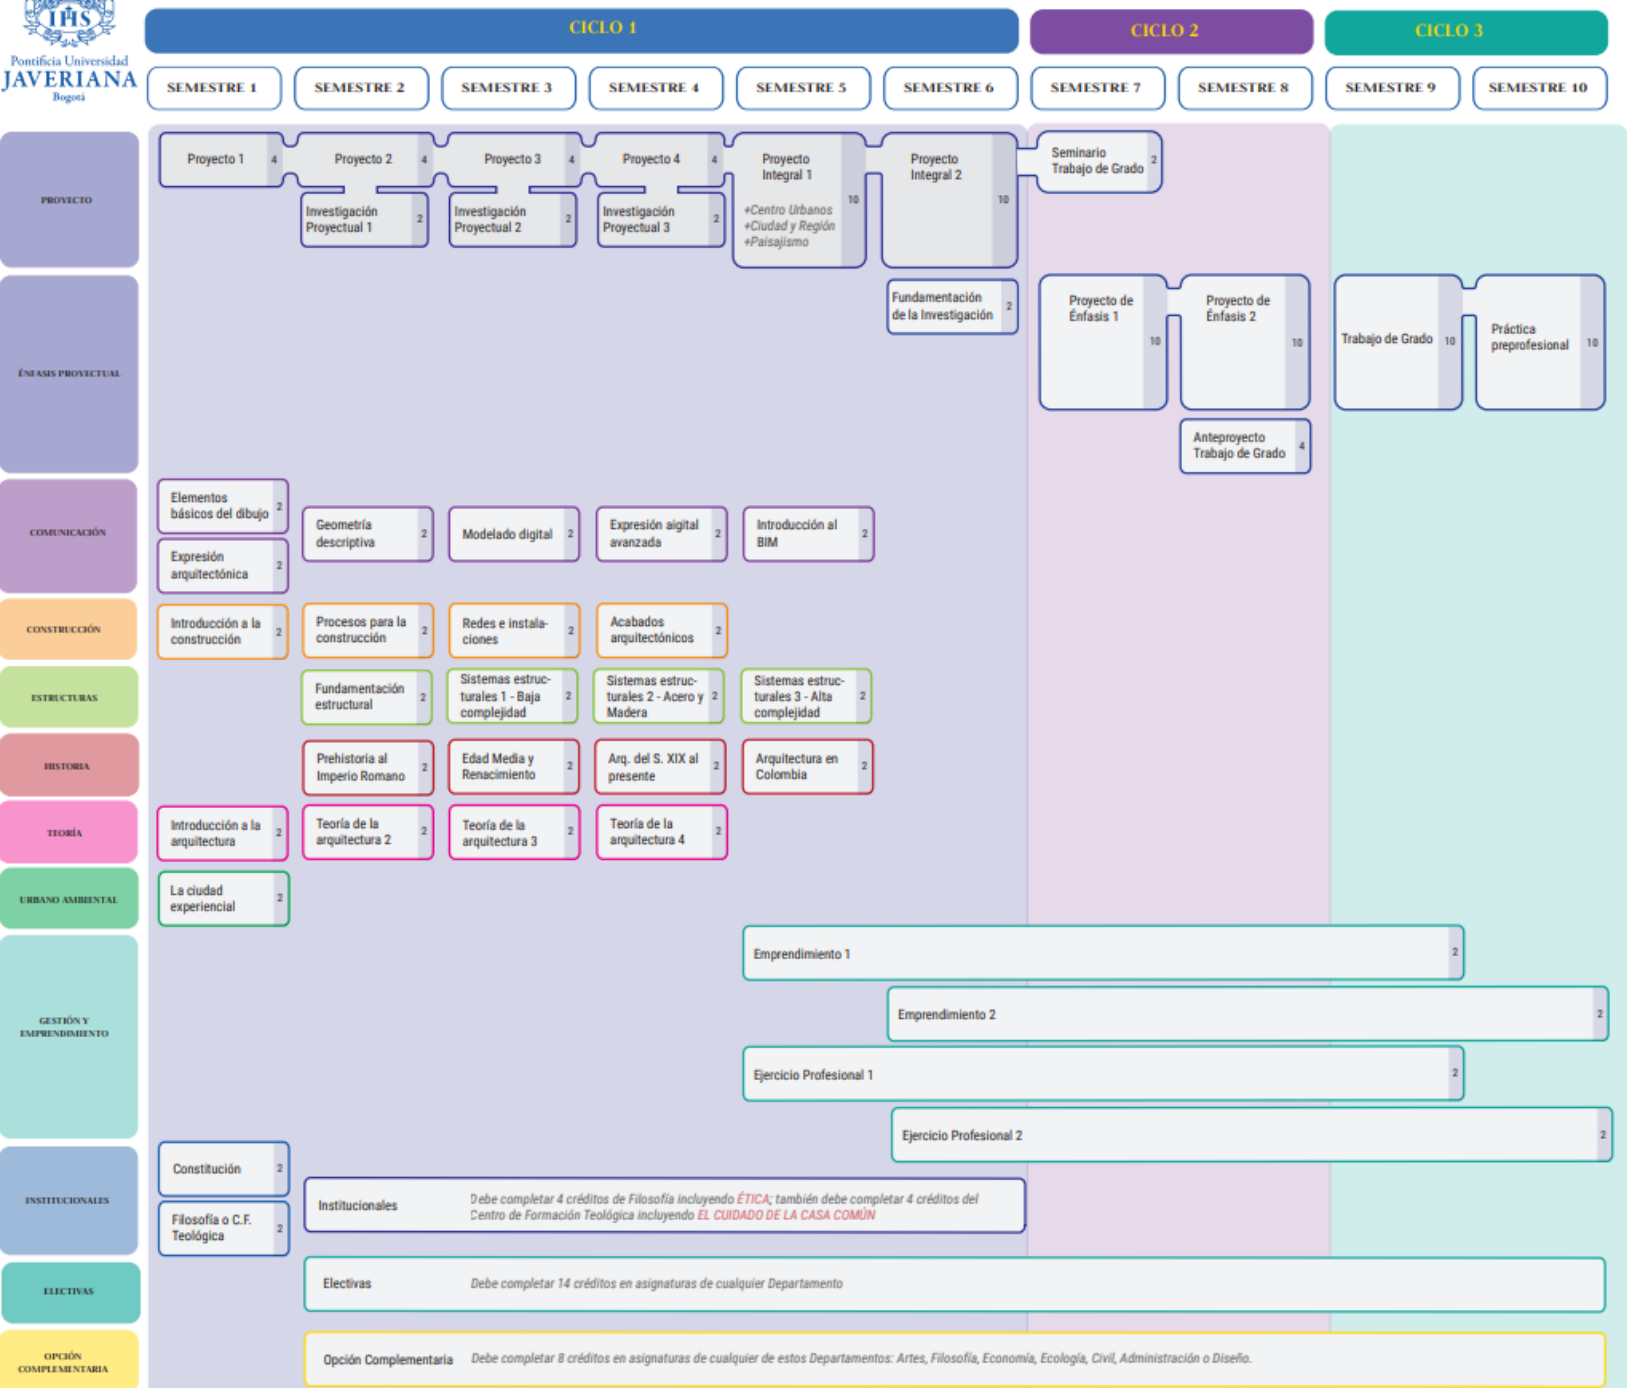 IHS
Pontificia Universidad
JAVERIANA
Bogotá
CICLO 1
CICLO 2
CICLO 3
SEMESTRE 1
SEMESTRE 2
SEMESTRE 3
SEMESTRE 4
SEMESTRE 5
SEMESTRE 6
SEMESTRE 7
SEMESTRE 8
SEMESTRE 9
SEMESTRE 10
PROYECTO
Proyecto 1
4
Proyecto 2
4
Proyecto 3
4
Proyecto 4
4
Proyecto
Integral 1
+Centro Urbanos
+Ciudad y Región
+Paisajismo
10
Proyecto
Integral 2
10
Seminario
Trabajo de Grado
2
Investigación
Proyectual 1
2
Investigación
Proyectual 2
2
Investigación
Proyectual 3
2
ÉNFASIS PROYECTUAL
Fundamentación
de la Investigación
2
Proyecto de
Énfasis 1
10
Proyecto de
Énfasis 2
10
Trabajo de Grado
10
Práctica
preprofesional
10
Anteproyecto
Trabajo de Grado
4
COMUNICACIÓN
Elementos
básicos del dibujo
2
Expresión
arquitectónica
2
Geometría
descriptiva
2
Modelado digital
2
Expresión aigital
avanzada
2
Introducción al
BIM
2
CONSTRUCCIÓN
Introducción a la
construcción
2
Procesos para la
construcción
2
Redes e instala-
ciones
2
Acabados
arquitectónicos
2
ESTRUCTURAS
Fundamentación
estructural
2
Sistemas estruc-
turales 1 - Baja
complejidad
2
Sistemas estruc-
turales 2 - Acero y
Madera
2
Sistemas estruc-
turales 3 - Alta
complejidad
2
HISTORIA
Prehistoria al
Imperio Romano
2
Edad Media y
Renacimiento
2
Arq. del S. XIX al
presente
2
Arquitectura en
Colombia
2
TEORÍA
Introducción a la
arquitectura
2
Teoría de la
arquitectura 2
2
Teoría de la
arquitectura 3
2
Teoría de la
arquitectura 4
2
URBANO AMBIENTAL
La ciudad
experiencial
2
GESTIÓN Y
EMPRENDIMIENTO
Emprendimiento 1
2
Emprendimiento 2
2
Ejercicio Profesional 1
2
Ejercicio Profesional 2
2
INSTITUCIONALES
Constitución
2
Filosofía o C.F.
Teológica
2
Institucionales
Debe completar 4 créditos de Filosofía incluyendo ÉTICA; también debe completar 4 créditos del
Centro de Formación Teológica incluyendo EL CUIDADO DE LA CASA COMÚN
ELECTIVAS
Electivas
Debe completar 14 créditos en asignaturas de cualquier Departamento
OPCIÓN
COMPLEMENTARIA
Opción Complementaria
Debe completar 8 créditos en asignaturas de cualquier de estos Departamentos: Artes, Filosofía, Economía, Ecología, Civil, Administración o Diseño.